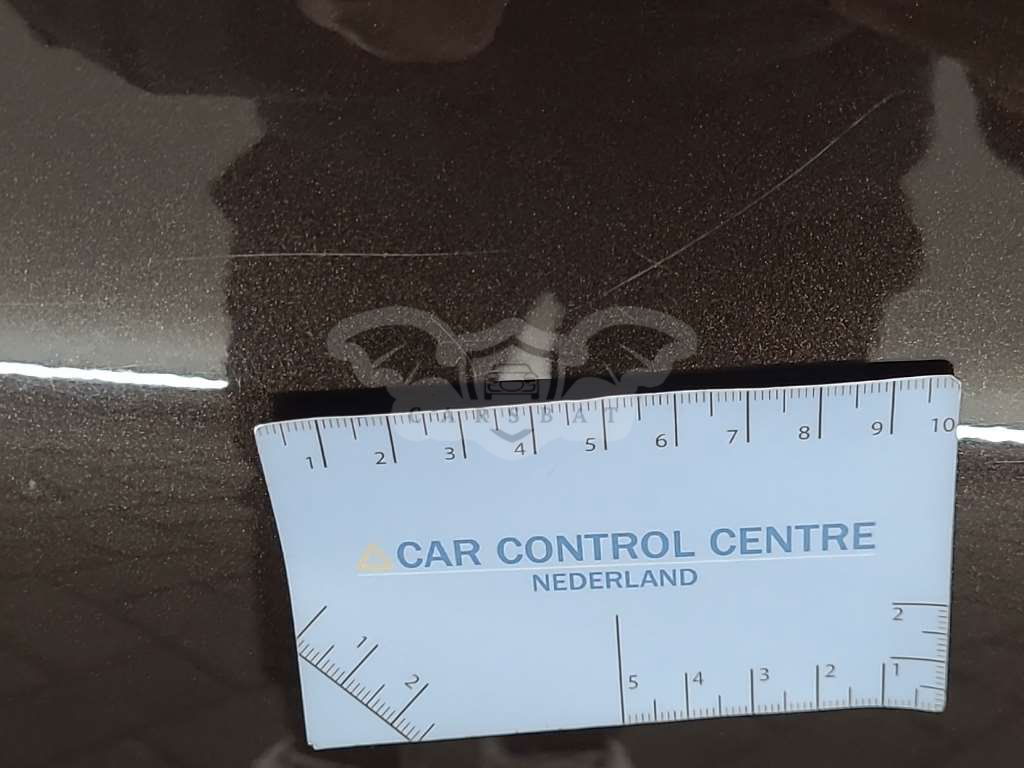 CARSBAT
1 2 3 4 5 6 7 8 9 10
CAR CONTROL CENTRE
NEDERLAND
1 2
5 4 3 2 1
2